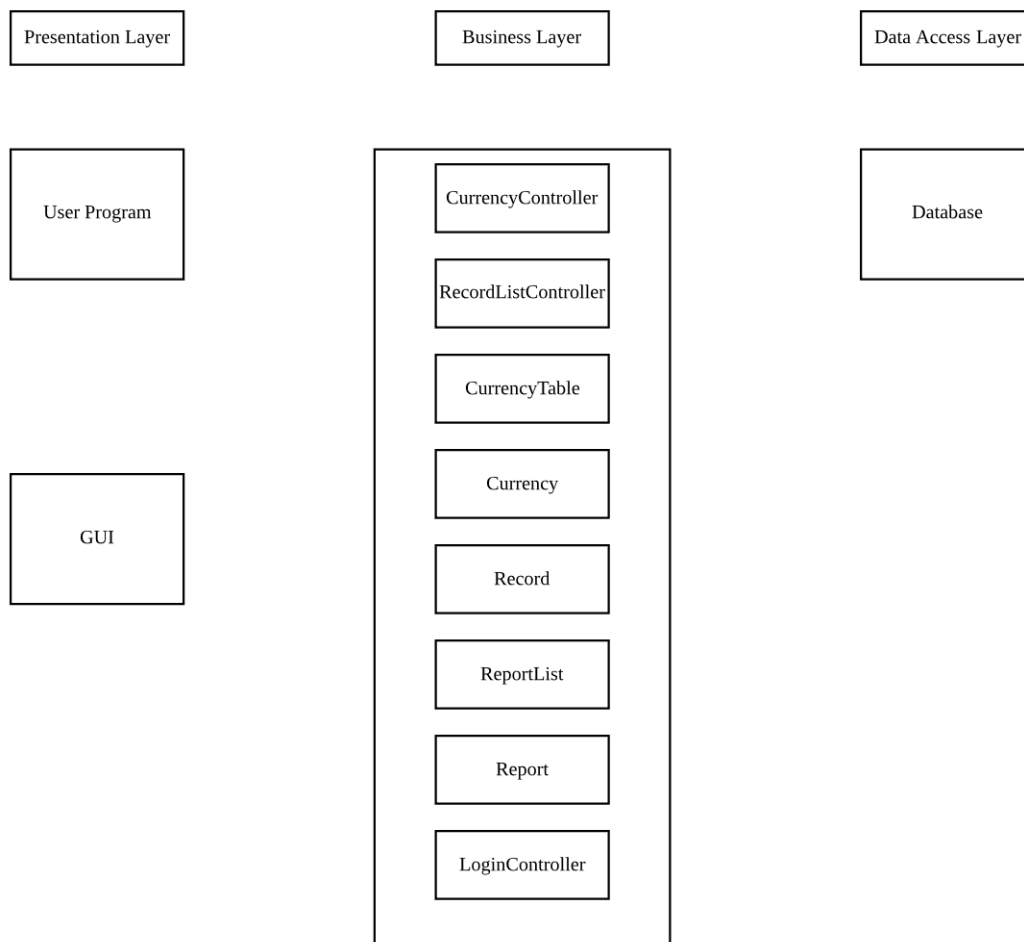 Presentation Layer
Business Layer
Data Access Layer
User Program
CurrencyController
Database
RecordListController
CurrencyTable
Currency
GUI
Record
ReportList
Report
LoginController